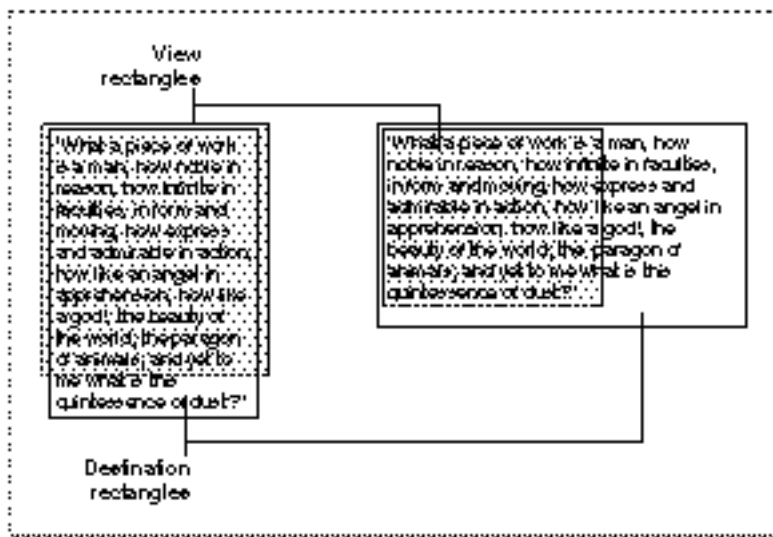 View
rectangles
"What a piece of work
is a man, how noble in
reason, how infinite in
faculties, in form and
moving, how express
and admirable in action,
how like an angel in
apprehension, how like
a god!, the beauty of
the world, the paragon
of animals, and yet to
me what is this
quintessence of dust?"
"What a piece of work is a man, how
noble in reason, how infinite in faculties,
in form and moving, how express and
admirable in action, how like an angel in
apprehension, how like a god!, the
beauty of the world, the paragon of
animals, and yet to me what is this
quintessence of dust?"
Destination
rectangles